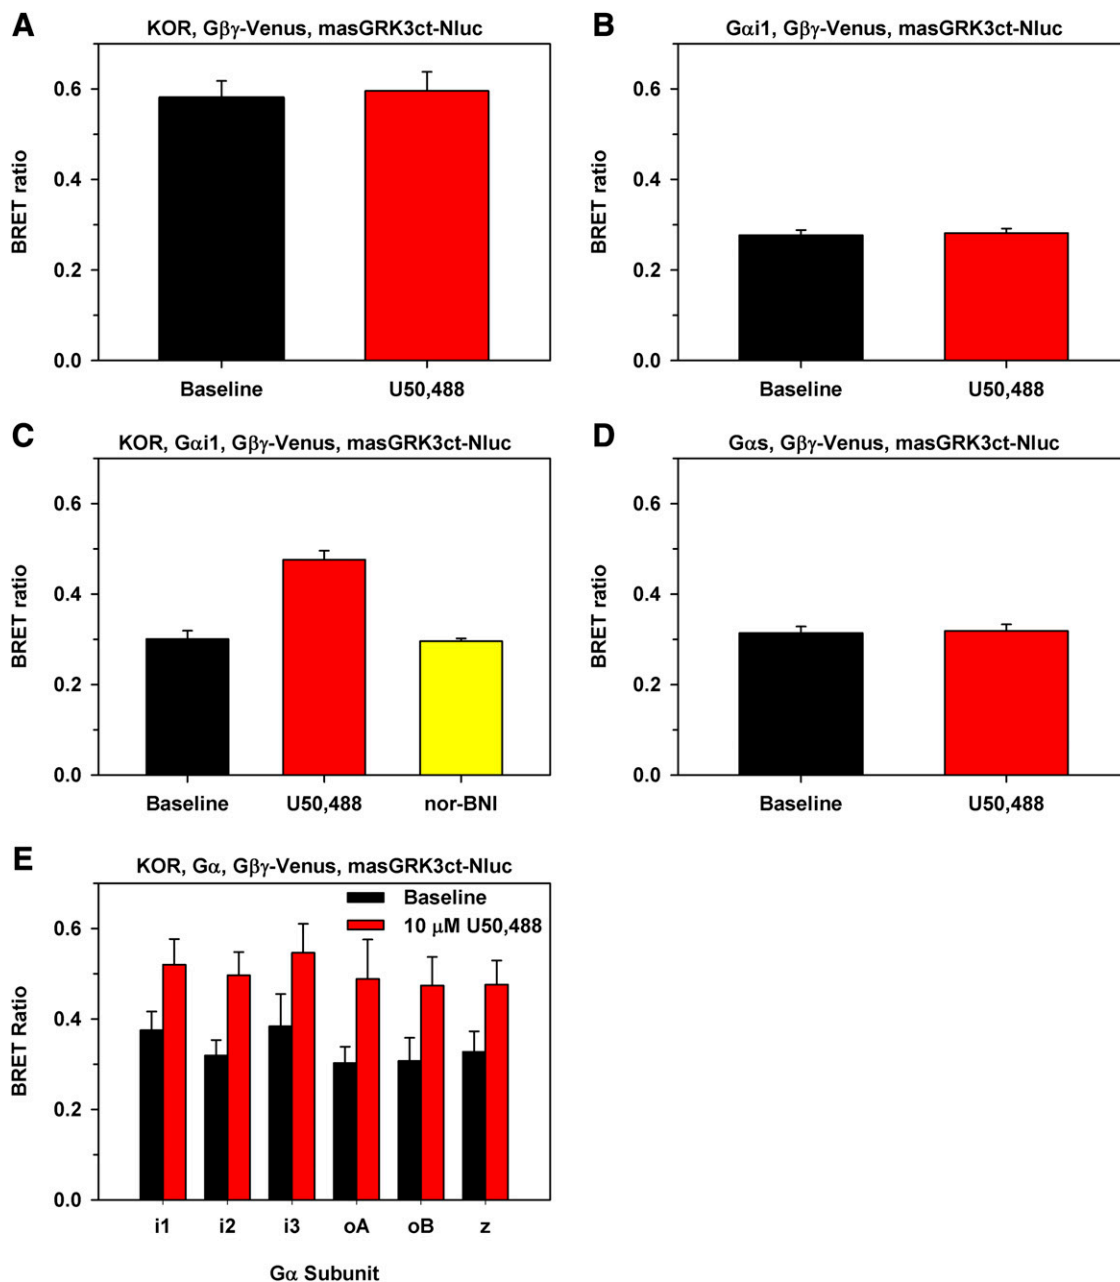 A
KOR, Gβγ-Venus, masGRK3ct-Nluc
BRET ratio
0.6
0.4
0.2
0.0
Baseline U50,488
B
Gαi1, Gβγ-Venus, masGRK3ct-Nluc
BRET ratio
0.6
0.4
0.2
0.0
Baseline U50,488
C
KOR, Gαi1, Gβγ-Venus, masGRK3ct-Nluc
BRET ratio
0.6
0.4
0.2
0.0
Baseline U50,488 nor-BNI
D
Gαs, Gβγ-Venus, masGRK3ct-Nluc
BRET ratio
0.6
0.4
0.2
0.0
Baseline U50,488
E
KOR, Gα, Gβγ-Venus, masGRK3ct-Nluc
Baseline
10 μM U50,488
BRET Ratio
0.6
0.4
0.2
0.0
i1 i2 i3 oA oB z
Gα Subunit